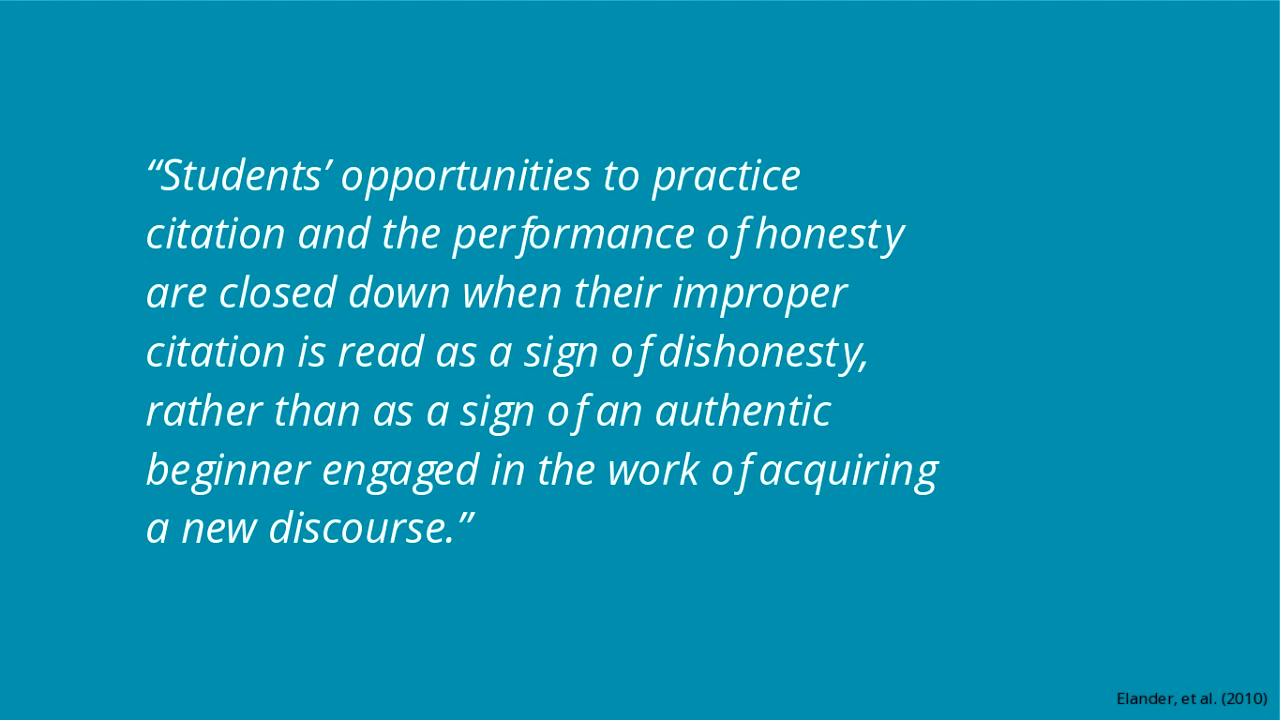 “Students’ opportunities to practice
citation and the performance of honesty
are closed down when their improper
citation is read as a sign of dishonesty,
rather than as a sign of an authentic
beginner engaged in the work of acquiring
a new discourse.”
Elander, et al. (2010)